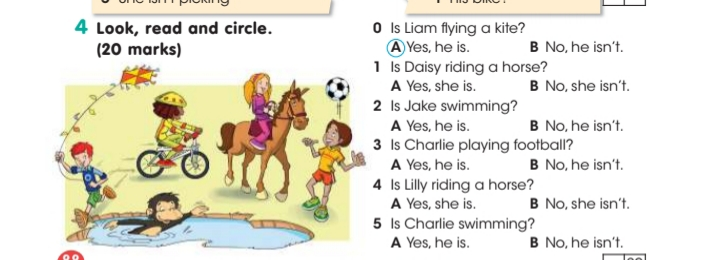 4 Look, read and circle.
(20 marks)
0 Is Liam flying a kite?
A Yes, he is. B No, he isn't.
1 Is Daisy riding a horse?
A Yes, she is. B No, she isn't.
2 Is Jake swimming?
A Yes, he is. B No, he isn't.
3 Is Charlie playing football?
A Yes, he is. B No, he isn't.
4 Is Lilly riding a horse?
A Yes, she is. B No, she isn't.
5 Is Charlie swimming?
A Yes, he is. B No, he isn't.